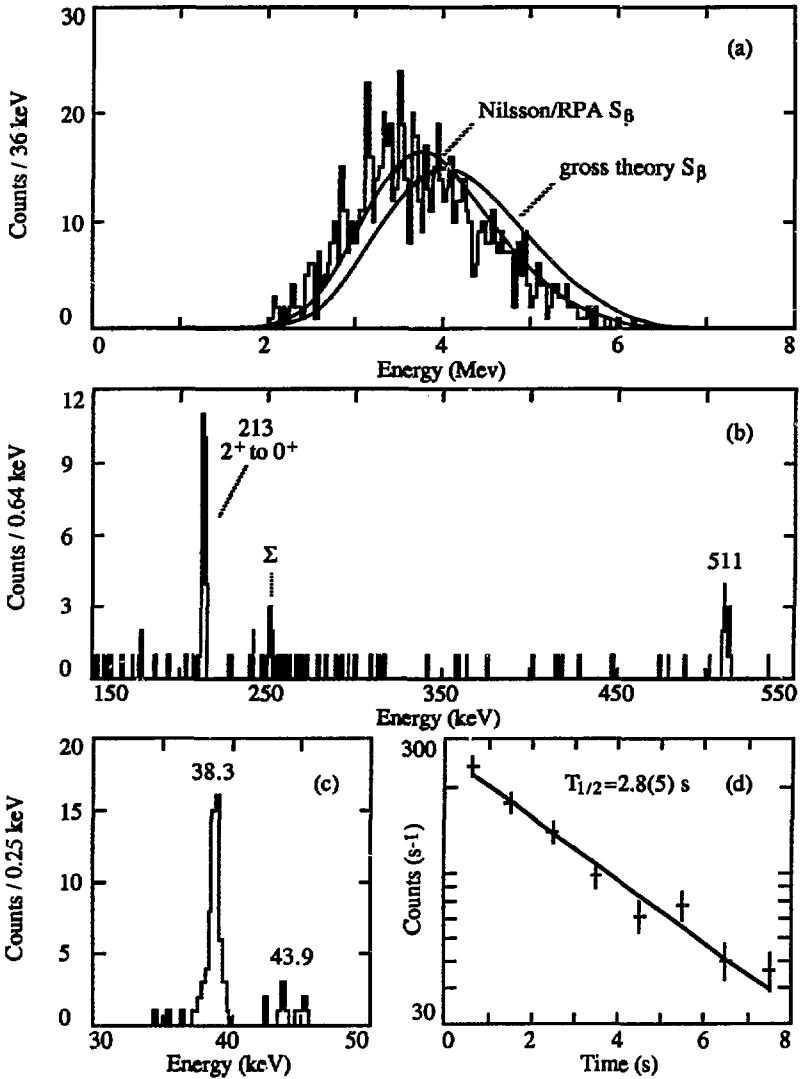 30
20
10
0
Counts / 36 keV
(a)
Nilsson/RPA Sβ
gross theory Sβ
0 2 4 6 8
Energy (Mev)
12
9
6
3
0
Counts / 0.64 keV
(b)
213
2+ to 0+
Σ
511
150 250 350 450 550
Energy (keV)
20
15
10
5
0
Counts / 0.25 keV
(c)
38.3
43.9
30 40 50
Energy (keV)
300
30
Counts (s-1)
T1/2=2.8(5) s (d)
0 2 4 6 8
Time (s)